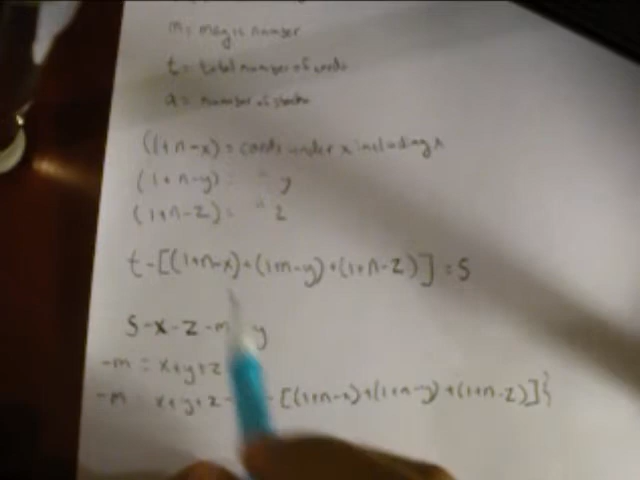 m = magic number
t = total number of cards
a = number of stacks
(1+n-x) = cards under x including x
(1+n-y) = " y
(1+n-z) = " z
t-[(1+n-x)+(1+n-y)+(1+n-z)] = S
S-x-z-m y
-m = x+y+z
-m = x+y+z- - [(1+n-x)+(1+n-y)+(1+n-z)]}